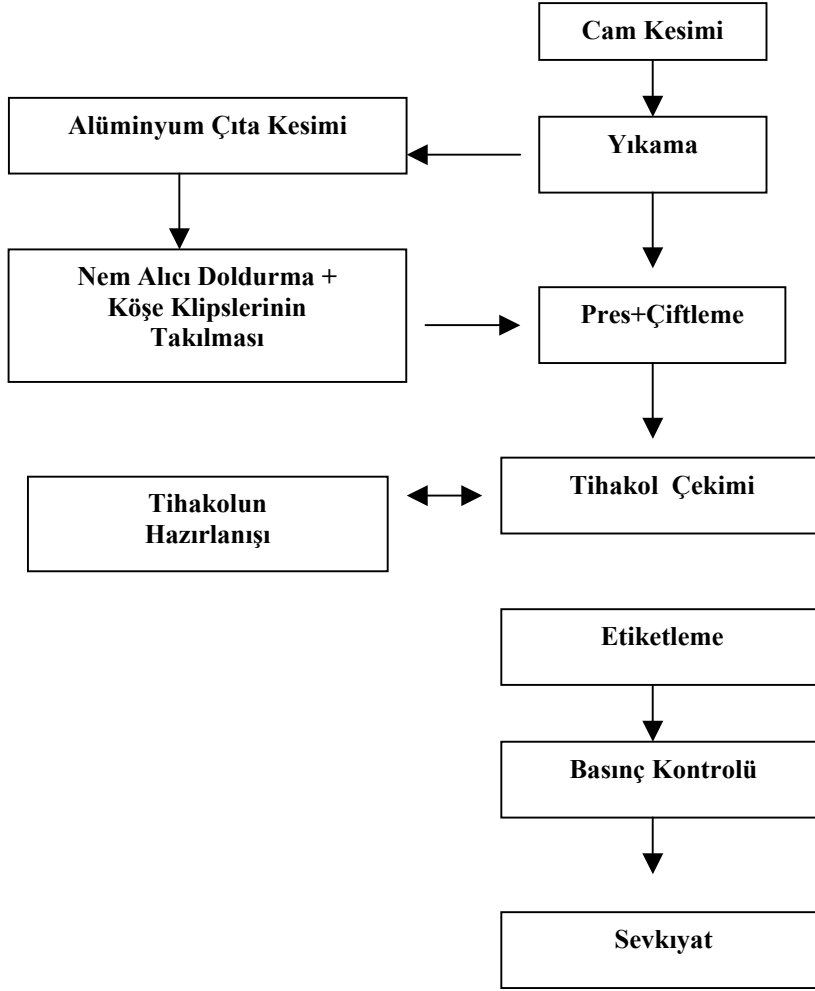 Cam Kesimi
Alüminyum Çıta Kesimi
Yıkama
Nem Alıcı Doldurma +
Köşe Klipslerinin
Takılması
Pres+Çiftleme
Tihakol Çekimi
Tihakolun
Hazırlanışı
Etiketleme
Basınç Kontrolü
Sevkıyat